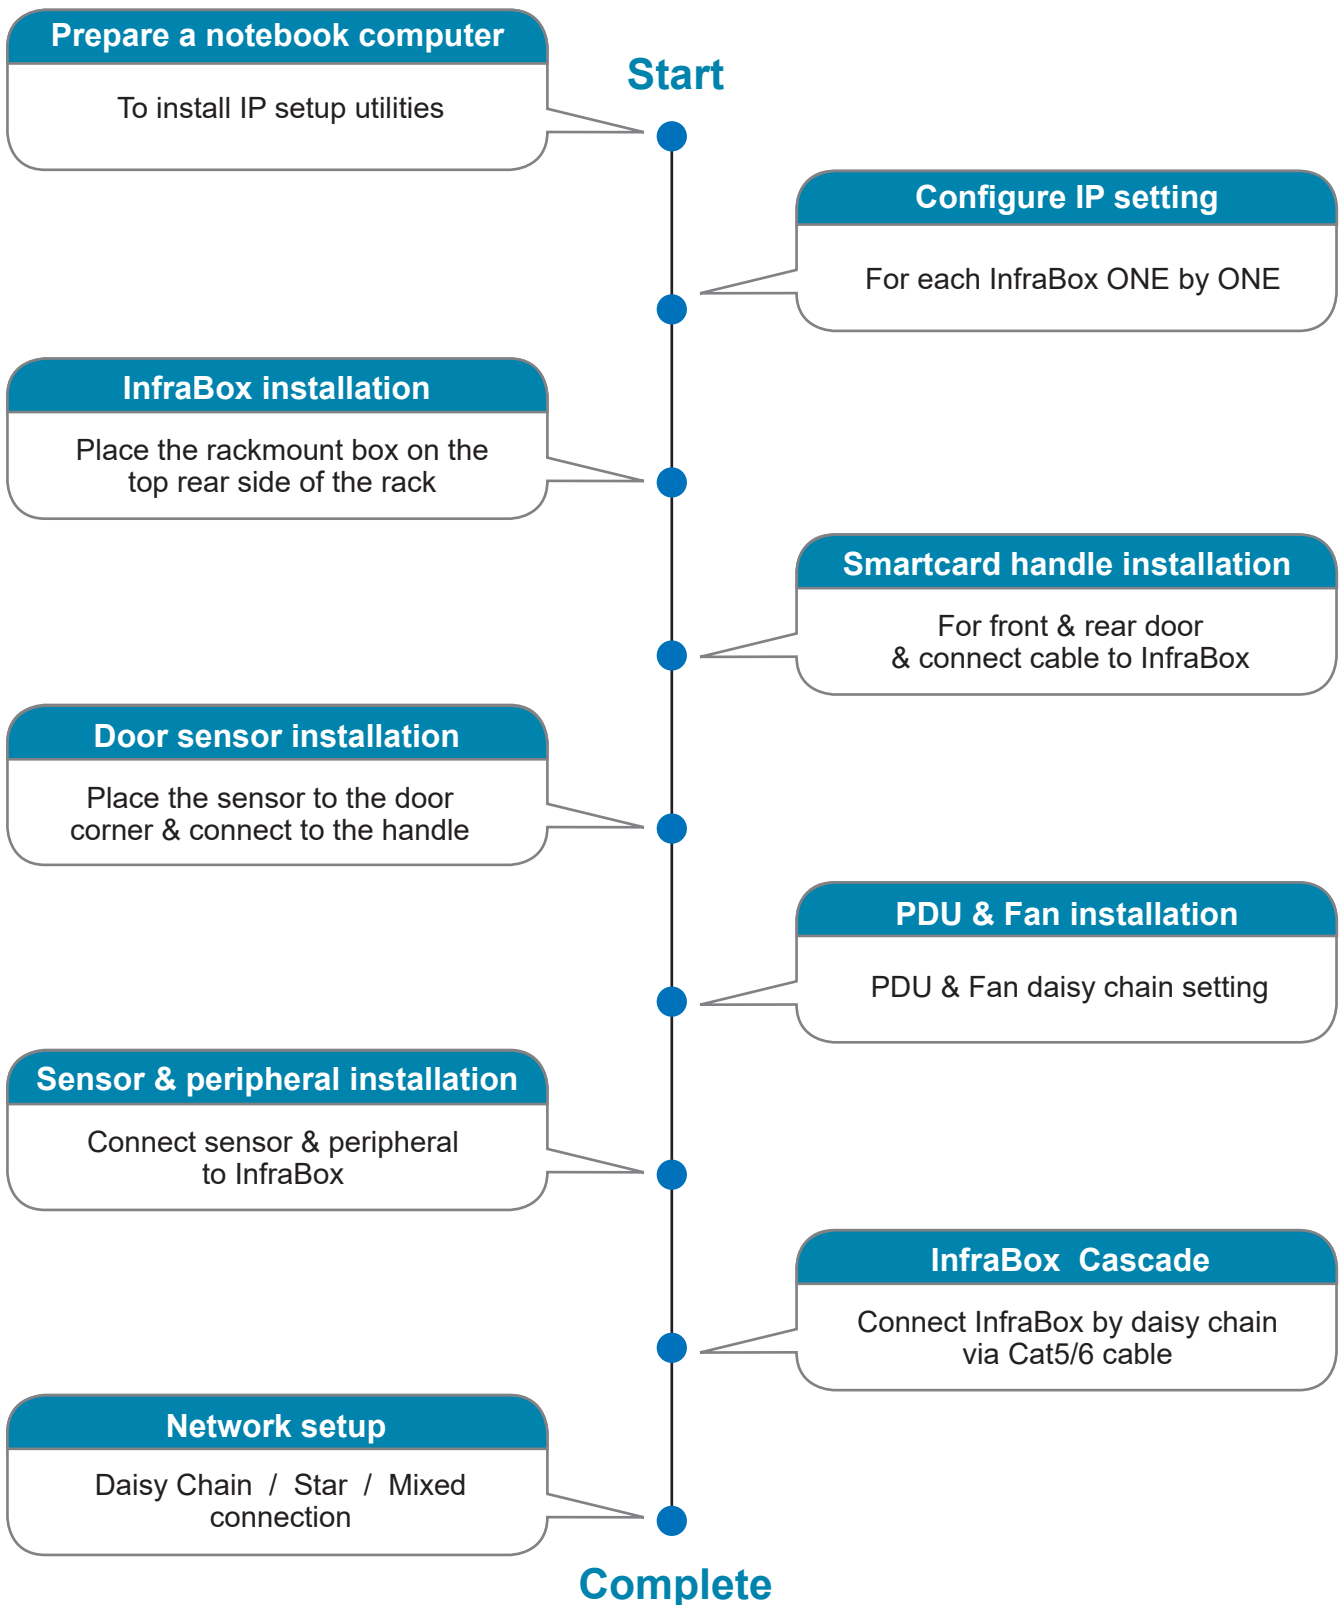 Prepare a notebook computer
To install IP setup utilities
Start
Configure IP setting
For each InfraBox ONE by ONE
InfraBox installation
Place the rackmount box on the
top rear side of the rack
Smartcard handle installation
For front & rear door
& connect cable to InfraBox
Door sensor installation
Place the sensor to the door
corner & connect to the handle
PDU & Fan installation
PDU & Fan daisy chain setting
Sensor & peripheral installation
Connect sensor & peripheral
to InfraBox
InfraBox  Cascade
Connect InfraBox by daisy chain
via Cat5/6 cable
Network setup
Daisy Chain  /  Star  /  Mixed
connection
Complete